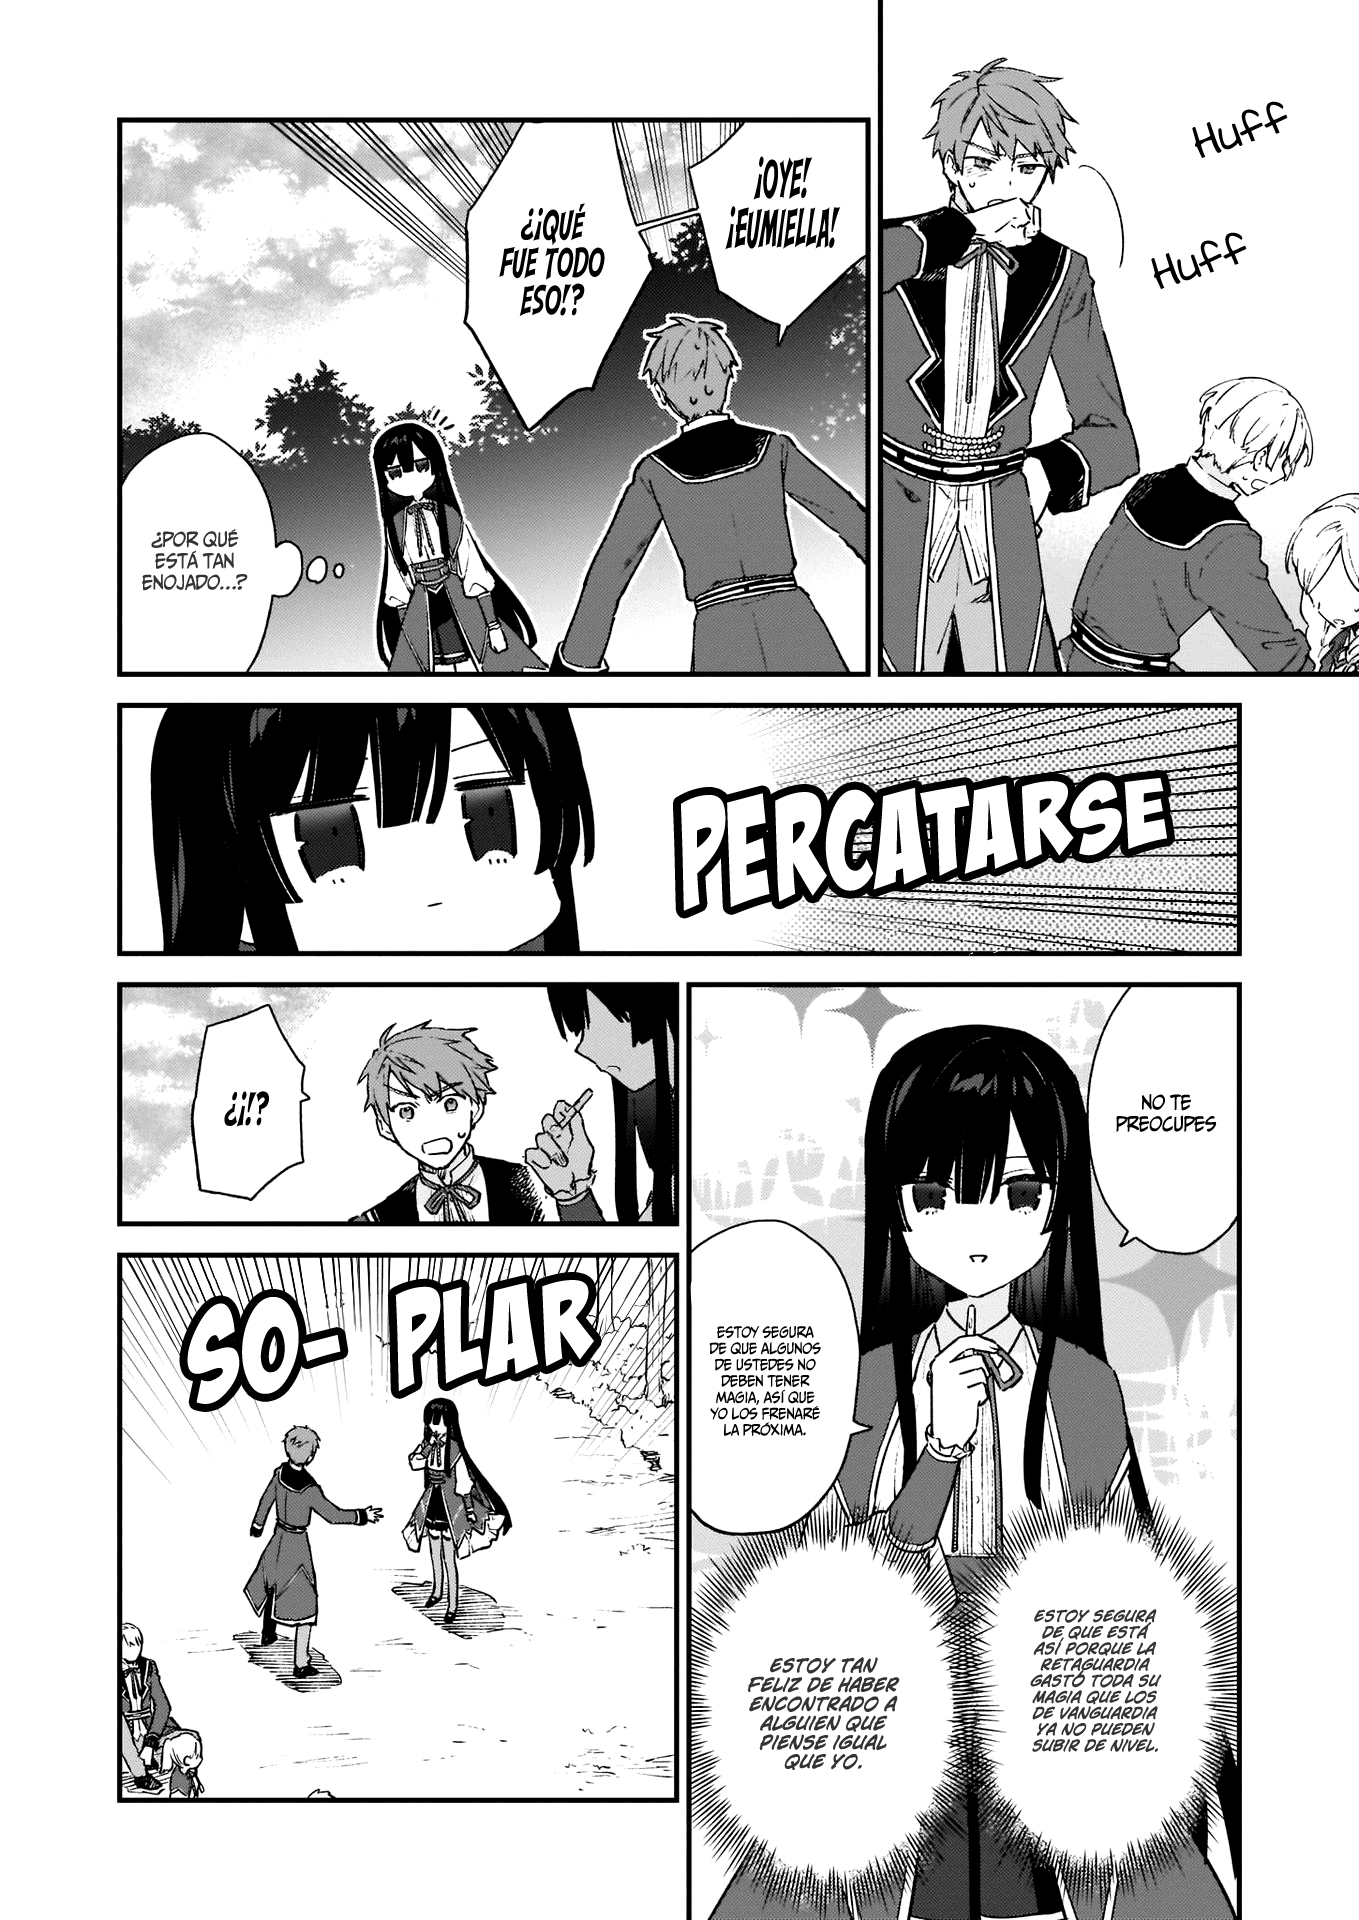 Huff
Huff
¡OYE!
¡EUMIELLA!
¿¡QUÉ
FUE TODO
ESO!?
¿POR QUÉ
ESTÁ TAN
ENOJADO...?
PERCATARSE
NO TE
PREOCUPES
ESTOY SEGURA
DE QUE ALGUNOS
DE USTEDES NO
DEBEN TENER
MAGIA, ASÍ QUE
YO LOS FRENARÉ
LA PRÓXIMA.
ESTOY SEGURA
DE QUE ESTÁ
ASÍ PORQUE LA
RETAGUARDIA
GASTÓ TODA SU
MAGIA QUE LOS
DE VANGUARDIA
YA NO PUEDEN
SUBIR DE NIVEL.
ESTOY TAN
FELIZ DE HABER
ENCONTRADO A
ALGUIEN QUE
PIENSE IGUAL
QUE YO.
¿¡!?
SO- PLAR